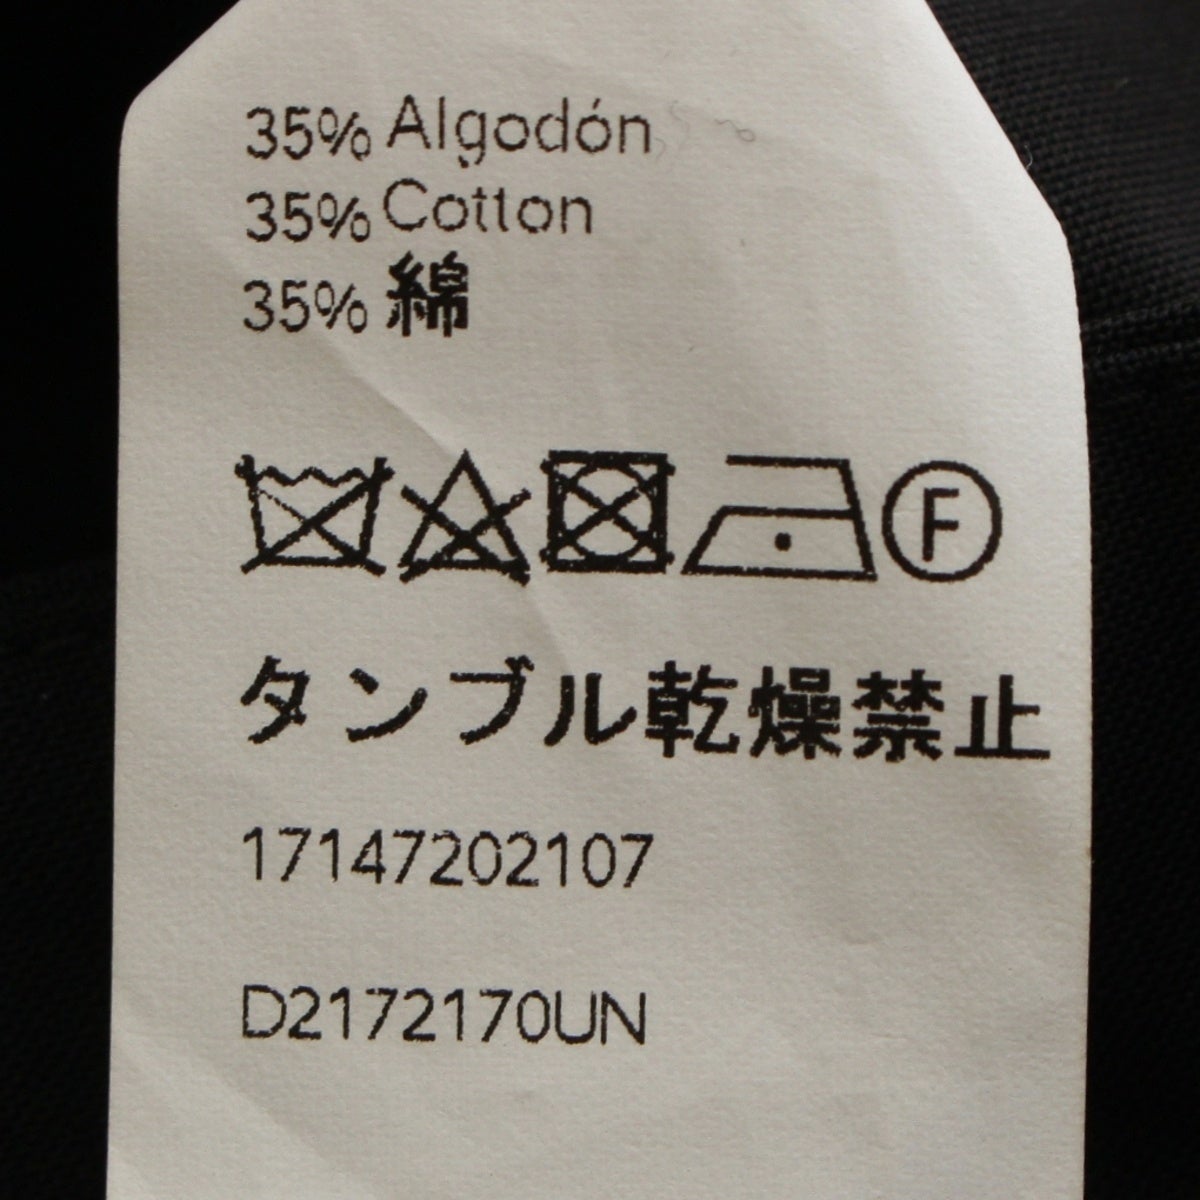 35% Algodón
35% Cotton
35% 綿
F
タンブル乾燥禁止
17147202107
D2172170UN